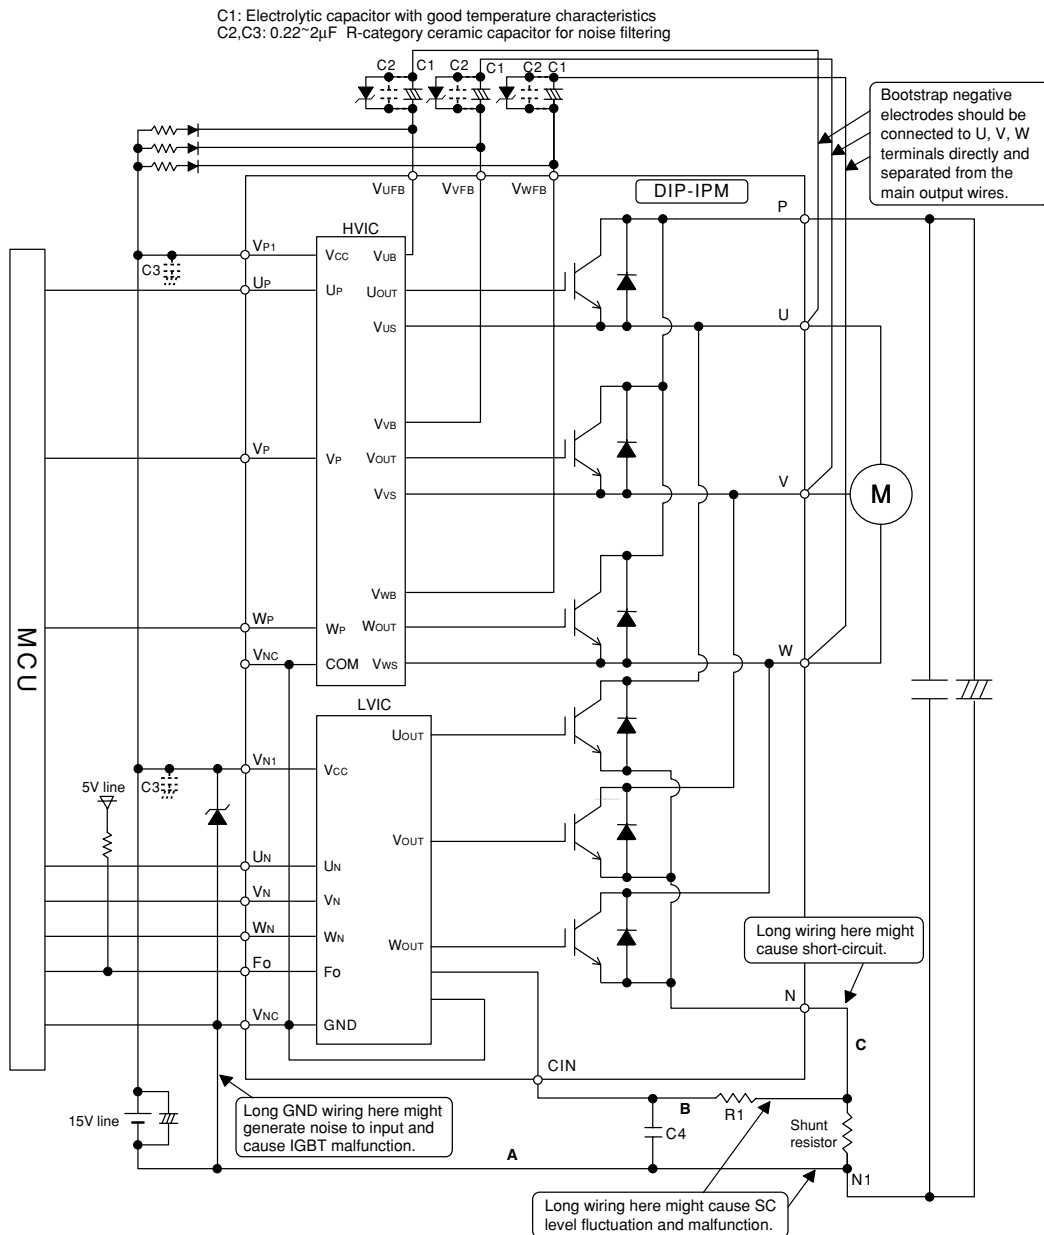 C1: Electrolytic capacitor with good temperature characteristics
C2,C3: 0.22~2μF R-category ceramic capacitor for noise filtering
C2 C1 C2 C1 C2 C1
Bootstrap negative
electrodes should be
connected to U, V, W
terminals directly and
separated from the
main output wires.
VUFB VVFB VWFB
DIP-IPM
P
HVIC
VP1
VCC
VUB
C3
UP
UP
UOUT
U
VUS
VVB
VP
VP
VOUT
V
VVS
M
VWB
WP
WP
WOUT
W
VNC
COM
VWS
MCU
LVIC
UOUT
VN1
VCC
C3
5V line
VOUT
UN
UN
VN
VN
WN
WN
WOUT
Long wiring here might
cause short-circuit.
Fo
Fo
N
VNC
GND
C
CIN
15V line
Long GND wiring here might
generate noise to input and
cause IGBT malfunction.
B
R1
C4
Shunt
resistor
A
N1
Long wiring here might cause SC
level fluctuation and malfunction.